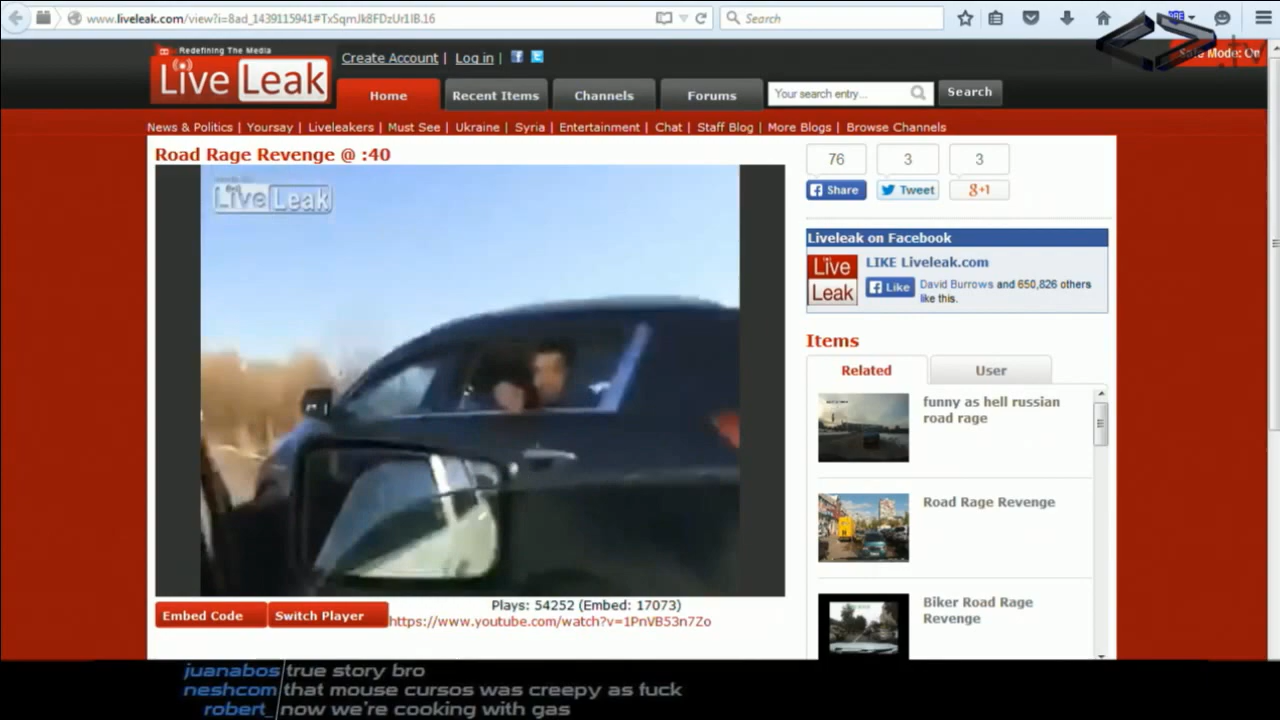 www.liveleak.com/view?i=8ad_1439115941#TxSqmJk8FDzUr1IB.16
Search
Safe Mode: On
.tv
Redefining The Media
Live Leak
Create Account | Log in |
Home
Recent Items
Channels
Forums
Your search entry...
Search
News & Politics | Yoursay | Liveleakers | Must See | Ukraine | Syria | Entertainment | Chat | Staff Blog | More Blogs | Browse Channels
Road Rage Revenge @ :40
Live Leak
76
3
3
Share
Tweet
g+1
Liveleak on Facebook
Live Leak
LIKE Liveleak.com
Like
David Burrows and 650,826 others
like this.
Items
Related
User
funny as hell russian
road rage
Road Rage Revenge
Biker Road Rage
Revenge
Embed Code
Switch Player
Plays: 54252 (Embed: 17073)
https://www.youtube.com/watch?v=1PnVB53n7Zo
juanabos true story bro
neshcom that mouse cursos was creepy as fuck
robert_ now we're cooking with gas